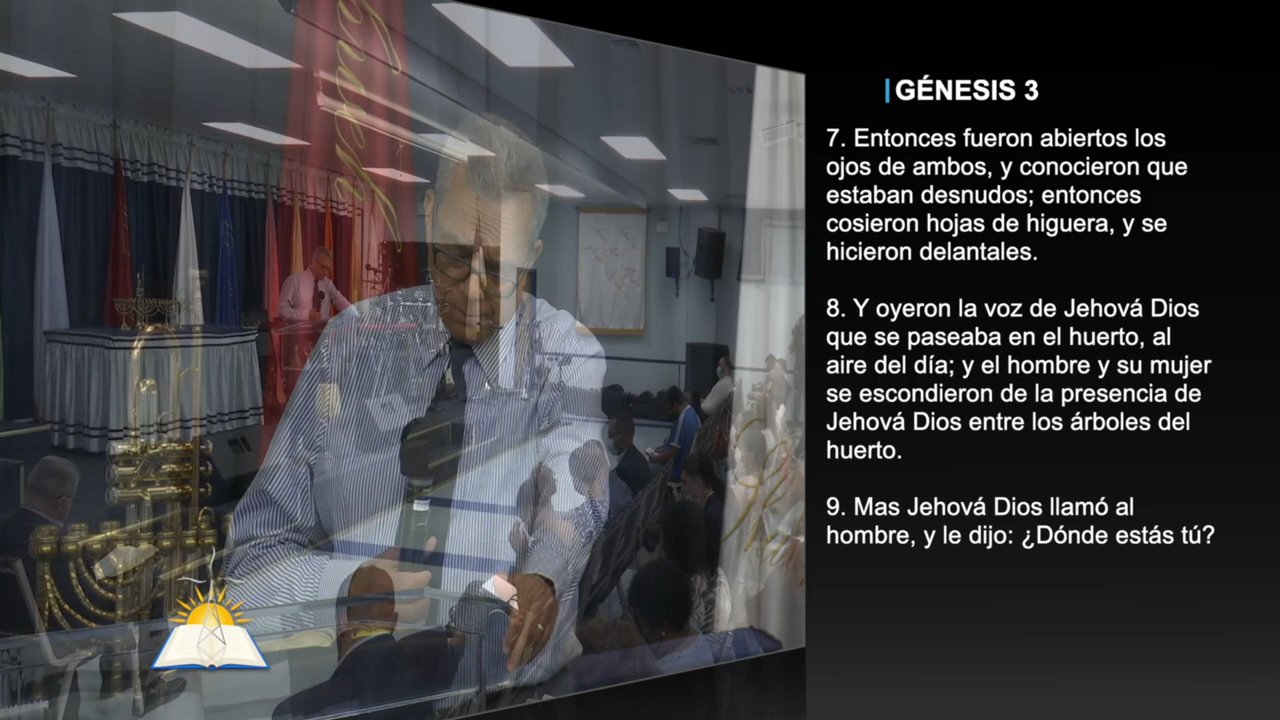 GÉNESIS 3
7. Entonces fueron abiertos los
ojos de ambos, y conocieron que
estaban desnudos; entonces
cosieron hojas de higuera, y se
hicieron delantales.
8. Y oyeron la voz de Jehová Dios
que se paseaba en el huerto, al
aire del día; y el hombre y su mujer
se escondieron de la presencia de
Jehová Dios entre los árboles del
huerto.
9. Mas Jehová Dios llamó al
hombre, y le dijo: ¿Dónde estás tú?